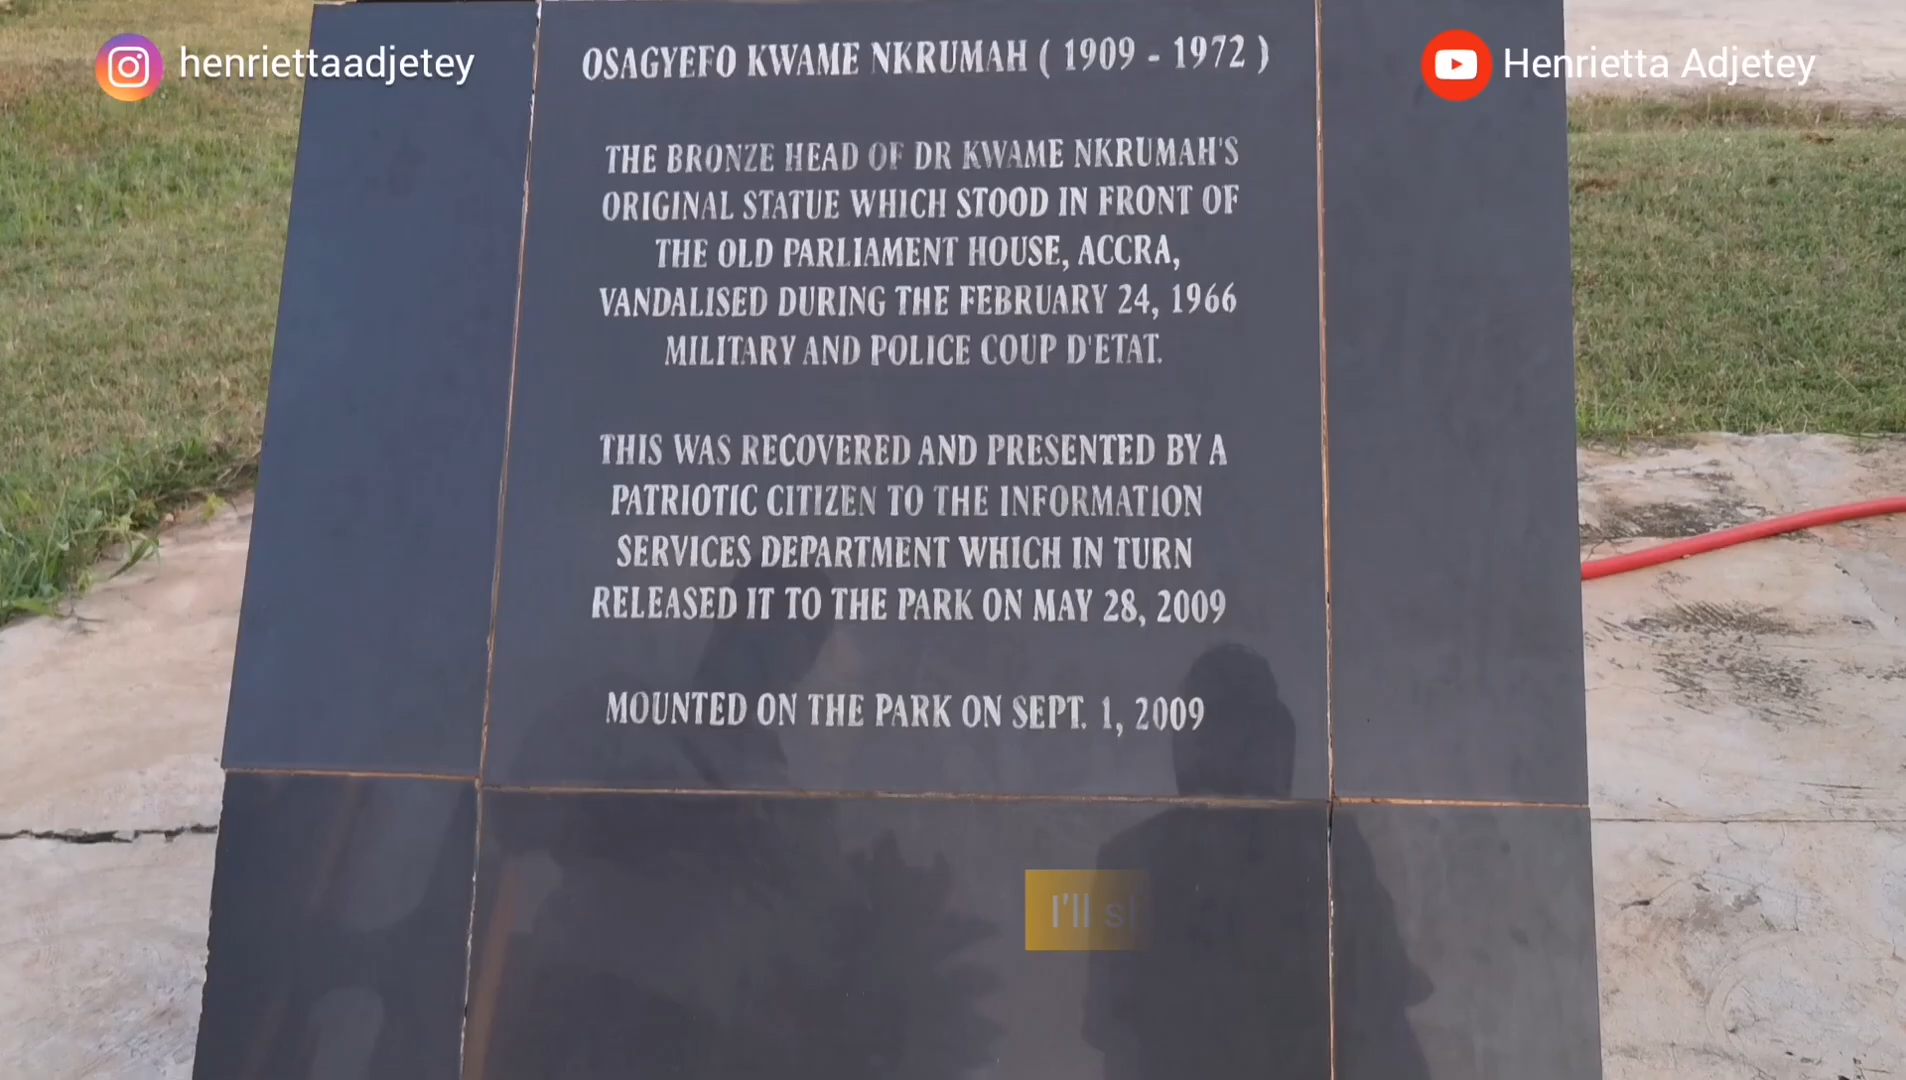 henriettaadjetey
Henrietta Adjetey
OSAGYEFO KWAME NKRUMAH ( 1909 - 1972 )
THE BRONZE HEAD OF DR KWAME NKRUMAH'S
ORIGINAL STATUE WHICH STOOD IN FRONT OF
THE OLD PARLIAMENT HOUSE, ACCRA,
VANDALISED DURING THE FEBRUARY 24, 1966
MILITARY AND POLICE COUP D'ETAT.
THIS WAS RECOVERED AND PRESENTED BY A
PATRIOTIC CITIZEN TO THE INFORMATION
SERVICES DEPARTMENT WHICH IN TURN
RELEASED IT TO THE PARK ON MAY 28, 2009
MOUNTED ON THE PARK ON SEPT. 1, 2009
I'll